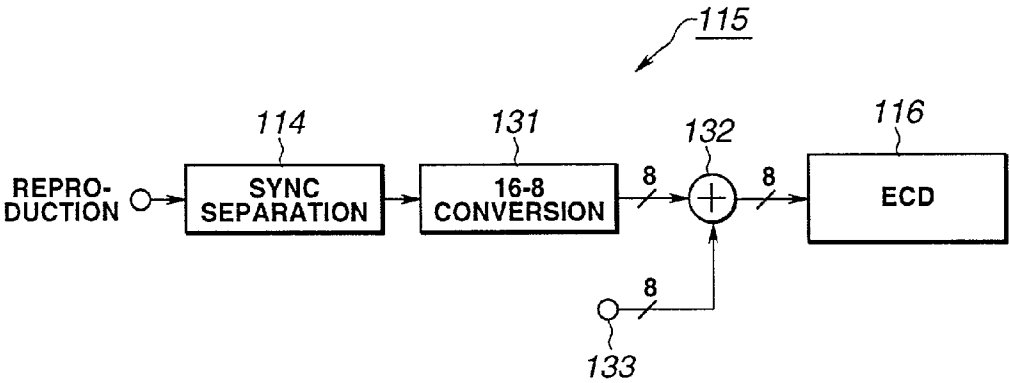 115
114
131
132
116
REPRO-
DUCTION
SYNC
SEPARATION
16-8
CONVERSION
8
8
ECD
8
133